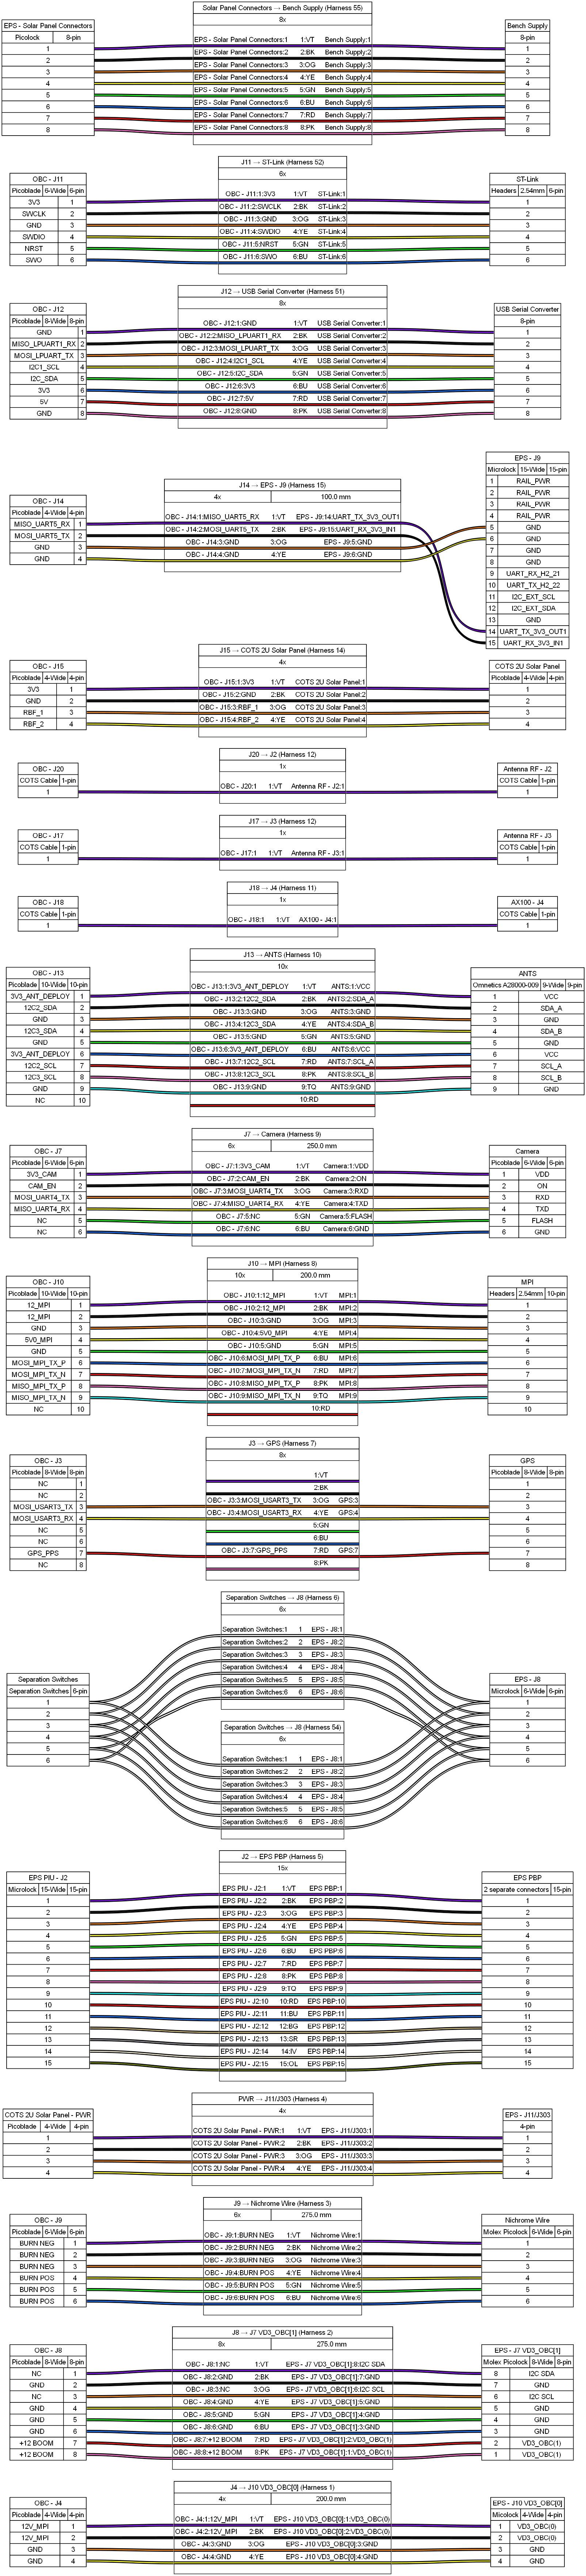 Solar Panel Connectors → Bench Supply (Harness 55)
8x
EPS - Solar Panel Connectors
Picolock 8-pin
1
2
3
4
5
6
7
8
EPS - Solar Panel Connectors:1 1:VT Bench Supply:1
EPS - Solar Panel Connectors:2 2:BK Bench Supply:2
EPS - Solar Panel Connectors:3 3:OG Bench Supply:3
EPS - Solar Panel Connectors:4 4:YE Bench Supply:4
EPS - Solar Panel Connectors:5 5:GN Bench Supply:5
EPS - Solar Panel Connectors:6 6:BU Bench Supply:6
EPS - Solar Panel Connectors:7 7:RD Bench Supply:7
EPS - Solar Panel Connectors:8 8:PK Bench Supply:8
Bench Supply
8-pin
1
2
3
4
5
6
7
8
J11 → ST-Link (Harness 52)
6x
OBC - J11
Picoblade 6-Wide 6-pin
3V3 1
SWCLK 2
GND 3
SWDIO 4
NRST 5
SWO 6
OBC - J11:1:3V3 1:VT ST-Link:1
OBC - J11:2:SWCLK 2:BK ST-Link:2
OBC - J11:3:GND 3:OG ST-Link:3
OBC - J11:4:SWDIO 4:YE ST-Link:4
OBC - J11:5:NRST 5:GN ST-Link:5
OBC - J11:6:SWO 6:BU ST-Link:6
ST-Link
Headers 2.54mm 6-pin
1
2
3
4
5
6
J12 → USB Serial Converter (Harness 51)
8x
OBC - J12
Picoblade 8-Wide 8-pin
GND 1
MISO_LPUART1_RX 2
MOSI_LPUART_TX 3
I2C1_SCL 4
I2C_SDA 5
3V3 6
5V 7
GND 8
OBC - J12:1:GND 1:VT USB Serial Converter:1
OBC - J12:2:MISO_LPUART1_RX 2:BK USB Serial Converter:2
OBC - J12:3:MOSI_LPUART_TX 3:OG USB Serial Converter:3
OBC - J12:4:I2C1_SCL 4:YE USB Serial Converter:4
OBC - J12:5:I2C_SDA 5:GN USB Serial Converter:5
OBC - J12:6:3V3 6:BU USB Serial Converter:6
OBC - J12:7:5V 7:RD USB Serial Converter:7
OBC - J12:8:GND 8:PK USB Serial Converter:8
USB Serial Converter
8-pin
1
2
3
4
5
6
7
8
J14 → EPS - J9 (Harness 15)
4x 100.0 mm
OBC - J14
Picoblade 4-Wide 4-pin
MISO_UART5_RX 1
MOSI_UART5_TX 2
GND 3
GND 4
OBC - J14:1:MISO_UART5_RX 1:VT EPS - J9:14:UART_TX_3V3_OUT1
OBC - J14:2:MOSI_UART5_TX 2:BK EPS - J9:15:UART_RX_3V3_IN1
OBC - J14:3:GND 3:OG EPS - J9:5:GND
OBC - J14:4:GND 4:YE EPS - J9:6:GND
EPS - J9
Microlock 15-Wide 15-pin
1 RAIL_PWR
2 RAIL_PWR
3 RAIL_PWR
4 RAIL_PWR
5 GND
6 GND
7 GND
8 GND
9 UART_RX_H2_21
10 UART_TX_H2_22
11 I2C_EXT_SCL
12 I2C_EXT_SDA
13 GND
14 UART_TX_3V3_OUT1
15 UART_RX_3V3_IN1
J15 → COTS 2U Solar Panel (Harness 14)
4x
OBC - J15
Picoblade 4-Wide 4-pin
3V3 1
GND 2
RBF_1 3
RBF_2 4
OBC - J15:1:3V3 1:VT COTS 2U Solar Panel:1
OBC - J15:2:GND 2:BK COTS 2U Solar Panel:2
OBC - J15:3:RBF_1 3:OG COTS 2U Solar Panel:3
OBC - J15:4:RBF_2 4:YE COTS 2U Solar Panel:4
COTS 2U Solar Panel
Picoblade 4-Wide 4-pin
1
2
3
4
J20 → J2 (Harness 12)
1x
OBC - J20
COTS Cable 1-pin
1
OBC - J20:1 1:VT Antenna RF - J2:1
Antenna RF - J2
COTS Cable 1-pin
1
J17 → J3 (Harness 12)
1x
OBC - J17
COTS Cable 1-pin
1
OBC - J17:1 1:VT Antenna RF - J3:1
Antenna RF - J3
COTS Cable 1-pin
1
J18 → J4 (Harness 11)
1x
OBC - J18
COTS Cable 1-pin
1
OBC - J18:1 1:VT AX100 - J4:1
AX100 - J4
COTS Cable 1-pin
1
J13 → ANTS (Harness 10)
10x
OBC - J13
Picoblade 10-Wide 10-pin
3V3_ANT_DEPLOY 1
12C2_SDA 2
GND 3
12C3_SDA 4
GND 5
3V3_ANT_DEPLOY 6
12C2_SCL 7
12C3_SCL 8
GND 9
NC 10
OBC - J13:1:3V3_ANT_DEPLOY 1:VT ANTS:1:VCC
OBC - J13:2:12C2_SDA 2:BK ANTS:2:SDA_A
OBC - J13:3:GND 3:OG ANTS:3:GND
OBC - J13:4:12C3_SDA 4:YE ANTS:4:SDA_B
OBC - J13:5:GND 5:GN ANTS:5:GND
OBC - J13:6:3V3_ANT_DEPLOY 6:BU ANTS:6:VCC
OBC - J13:7:12C2_SCL 7:RD ANTS:7:SCL_A
OBC - J13:8:12C3_SCL 8:PK ANTS:8:SCL_B
OBC - J13:9:GND 9:TQ ANTS:9:GND
10:RD
ANTS
Omnetics A28000-009 9-Wide 9-pin
1 VCC
2 SDA_A
3 GND
4 SDA_B
5 GND
6 VCC
7 SCL_A
8 SCL_B
9 GND
J7 → Camera (Harness 9)
6x 250.0 mm
OBC - J7
Picoblade 6-Wide 6-pin
3V3_CAM 1
CAM_EN 2
MOSI_UART4_TX 3
MISO_UART4_RX 4
NC 5
NC 6
OBC - J7:1:3V3_CAM 1:VT Camera:1:VDD
OBC - J7:2:CAM_EN 2:BK Camera:2:ON
OBC - J7:3:MOSI_UART4_TX 3:OG Camera:3:RXD
OBC - J7:4:MISO_UART4_RX 4:YE Camera:4:TXD
OBC - J7:5:NC 5:GN Camera:5:FLASH
OBC - J7:6:NC 6:BU Camera:6:GND
Camera
Picoblade 6-Wide 6-pin
1 VDD
2 ON
3 RXD
4 TXD
5 FLASH
6 GND
J10 → MPI (Harness 8)
10x 200.0 mm
OBC - J10
Picoblade 10-Wide 10-pin
12_MPI 1
12_MPI 2
GND 3
5V0_MPI 4
GND 5
MOSI_MPI_TX_P 6
MOSI_MPI_TX_N 7
MISO_MPI_TX_P 8
MISO_MPI_TX_N 9
NC 10
OBC - J10:1:12_MPI 1:VT MPI:1
OBC - J10:2:12_MPI 2:BK MPI:2
OBC - J10:3:GND 3:OG MPI:3
OBC - J10:4:5V0_MPI 4:YE MPI:4
OBC - J10:5:GND 5:GN MPI:5
OBC - J10:6:MOSI_MPI_TX_P 6:BU MPI:6
OBC - J10:7:MOSI_MPI_TX_N 7:RD MPI:7
OBC - J10:8:MISO_MPI_TX_P 8:PK MPI:8
OBC - J10:9:MISO_MPI_TX_N 9:TQ MPI:9
10:RD
MPI
Headers 2.54mm 10-pin
1
2
3
4
5
6
7
8
9
10
J3 → GPS (Harness 7)
8x
OBC - J3
Picoblade 8-Wide 8-pin
NC 1
NC 2
MOSI_USART3_TX 3
MOSI_USART3_RX 4
NC 5
NC 6
GPS_PPS 7
NC 8
1:VT
2:BK
OBC - J3:3:MOSI_USART3_TX 3:OG GPS:3
OBC - J3:4:MOSI_USART3_RX 4:YE GPS:4
5:GN
6:BU
OBC - J3:7:GPS_PPS 7:RD GPS:7
8:PK
GPS
Picoblade 8-Wide 8-pin
1
2
3
4
5
6
7
8
Separation Switches → J8 (Harness 6)
6x
Separation Switches:1 1 EPS - J8:1
Separation Switches:2 2 EPS - J8:2
Separation Switches:3 3 EPS - J8:3
Separation Switches:4 4 EPS - J8:4
Separation Switches:5 5 EPS - J8:5
Separation Switches:6 6 EPS - J8:6
Separation Switches
Separation Switches 6-pin
1
2
3
4
5
6
EPS - J8
Microlock 6-Wide 6-pin
1
2
3
4
5
6
Separation Switches → J8 (Harness 54)
6x
Separation Switches:1 1 EPS - J8:1
Separation Switches:2 2 EPS - J8:2
Separation Switches:3 3 EPS - J8:3
Separation Switches:4 4 EPS - J8:4
Separation Switches:5 5 EPS - J8:5
Separation Switches:6 6 EPS - J8:6
J2 → EPS PBP (Harness 5)
15x
EPS PIU - J2
Microlock 15-Wide 15-pin
1
2
3
4
5
6
7
8
9
10
11
12
13
14
15
EPS PIU - J2:1 1:VT EPS PBP:1
EPS PIU - J2:2 2:BK EPS PBP:2
EPS PIU - J2:3 3:OG EPS PBP:3
EPS PIU - J2:4 4:YE EPS PBP:4
EPS PIU - J2:5 5:GN EPS PBP:5
EPS PIU - J2:6 6:BU EPS PBP:6
EPS PIU - J2:7 7:RD EPS PBP:7
EPS PIU - J2:8 8:PK EPS PBP:8
EPS PIU - J2:9 9:TQ EPS PBP:9
EPS PIU - J2:10 10:RD EPS PBP:10
EPS PIU - J2:11 11:BU EPS PBP:11
EPS PIU - J2:12 12:BG EPS PBP:12
EPS PIU - J2:13 13:SR EPS PBP:13
EPS PIU - J2:14 14:IV EPS PBP:14
EPS PIU - J2:15 15:OL EPS PBP:15
EPS PBP
2 separate connectors 15-pin
1
2
3
4
5
6
7
8
9
10
11
12
13
14
15
PWR → J11/J303 (Harness 4)
4x
COTS 2U Solar Panel - PWR
Picoblade 4-Wide 4-pin
1
2
3
4
COTS 2U Solar Panel - PWR:1 1:VT EPS - J11/J303:1
COTS 2U Solar Panel - PWR:2 2:BK EPS - J11/J303:2
COTS 2U Solar Panel - PWR:3 3:OG EPS - J11/J303:3
COTS 2U Solar Panel - PWR:4 4:YE EPS - J11/J303:4
EPS - J11/J303
4-pin
1
2
3
4
J9 → Nichrome Wire (Harness 3)
6x 275.0 mm
OBC - J9
Picoblade 6-Wide 6-pin
BURN NEG 1
BURN NEG 2
BURN NEG 3
BURN POS 4
BURN POS 5
BURN POS 6
OBC - J9:1:BURN NEG 1:VT Nichrome Wire:1
OBC - J9:2:BURN NEG 2:BK Nichrome Wire:2
OBC - J9:3:BURN NEG 3:OG Nichrome Wire:3
OBC - J9:4:BURN POS 4:YE Nichrome Wire:4
OBC - J9:5:BURN POS 5:GN Nichrome Wire:5
OBC - J9:6:BURN POS 6:BU Nichrome Wire:6
Nichrome Wire
Molex Picolock 6-Wide 6-pin
1
2
3
4
5
6
J8 → J7 VD3_OBC[1] (Harness 2)
8x 275.0 mm
OBC - J8
Picoblade 8-Wide 8-pin
NC 1
GND 2
NC 3
GND 4
GND 5
GND 6
+12 BOOM 7
+12 BOOM 8
OBC - J8:1:NC 1:VT EPS - J7 VD3_OBC[1]:8:I2C SDA
OBC - J8:2:GND 2:BK EPS - J7 VD3_OBC[1]:7:GND
OBC - J8:3:NC 3:OG EPS - J7 VD3_OBC[1]:6:I2C SCL
OBC - J8:4:GND 4:YE EPS - J7 VD3_OBC[1]:5:GND
OBC - J8:5:GND 5:GN EPS - J7 VD3_OBC[1]:4:GND
OBC - J8:6:GND 6:BU EPS - J7 VD3_OBC[1]:3:GND
OBC - J8:7:+12 BOOM 7:RD EPS - J7 VD3_OBC[1]:2:VD3_OBC(1)
OBC - J8:8:+12 BOOM 8:PK EPS - J7 VD3_OBC[1]:1:VD3_OBC(1)
EPS - J7 VD3_OBC[1]
Molex Picolock 8-Wide 8-pin
8 I2C SDA
7 GND
6 I2C SCL
5 GND
4 GND
3 GND
2 VD3_OBC(1)
1 VD3_OBC(1)
J4 → J10 VD3_OBC[0] (Harness 1)
4x 200.0 mm
OBC - J4
Picoblade 4-Wide 4-pin
12V_MPI 1
12V_MPI 2
GND 3
GND 4
OBC - J4:1:12V_MPI 1:VT EPS - J10 VD3_OBC[0]:1:VD3_OBC(0)
OBC - J4:2:12V_MPI 2:BK EPS - J10 VD3_OBC[0]:2:VD3_OBC(0)
OBC - J4:3:GND 3:OG EPS - J10 VD3_OBC[0]:3:GND
OBC - J4:4:GND 4:YE EPS - J10 VD3_OBC[0]:4:GND
EPS - J10 VD3_OBC[0]
Micolock 4-Wide 4-pin
1 VD3_OBC(0)
2 VD3_OBC(0)
3 GND
4 GND